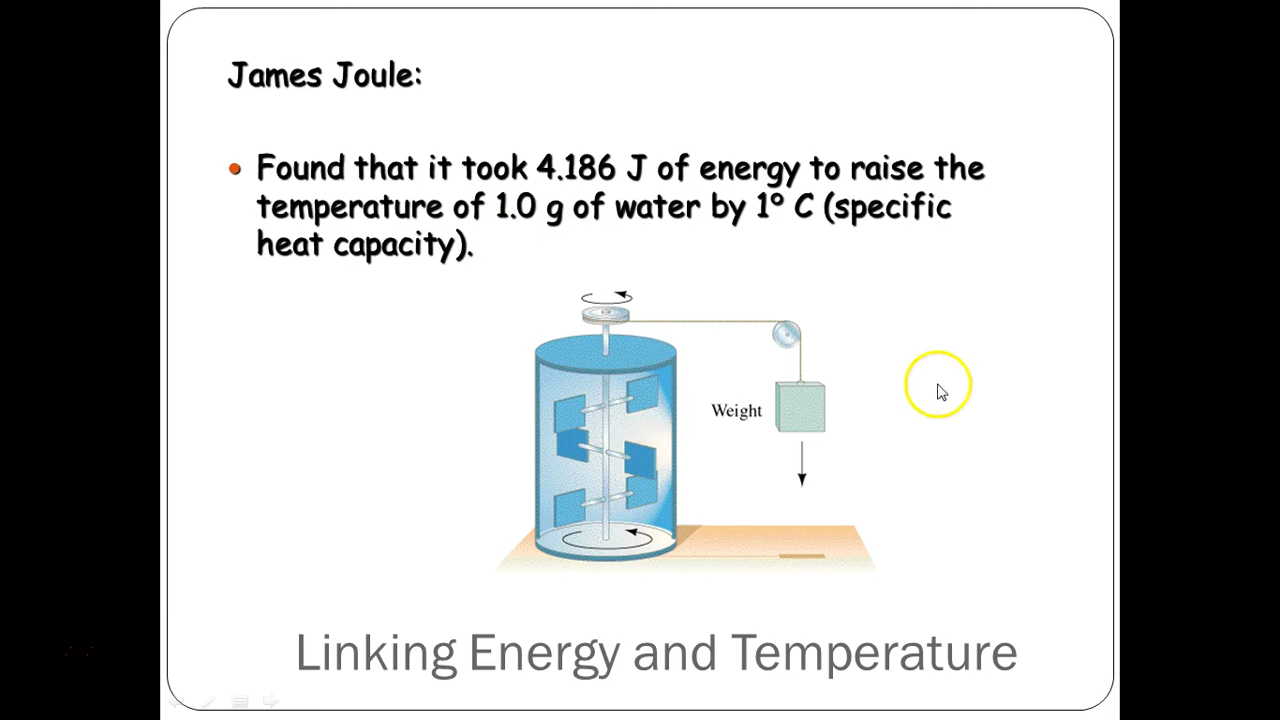 James Joule:
• Found that it took 4.186 J of energy to raise the
temperature of 1.0 g of water by 1° C (specific
heat capacity).
Weight
Linking Energy and Temperature